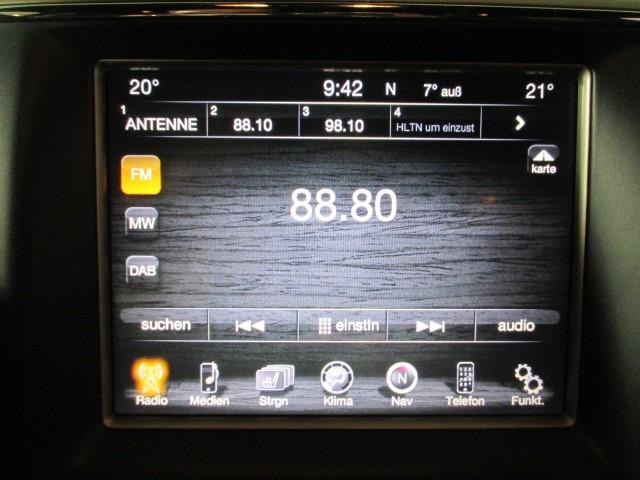 20° 9:42 N 7° auß 21°
1 ANTENNE 2 88.10 3 98.10 4 HLTN um einzust
karte
FM
88.80
MW
DAB
suchen einstln audio
Radio Medien Strgn Klima N Nav Telefon Funkt.